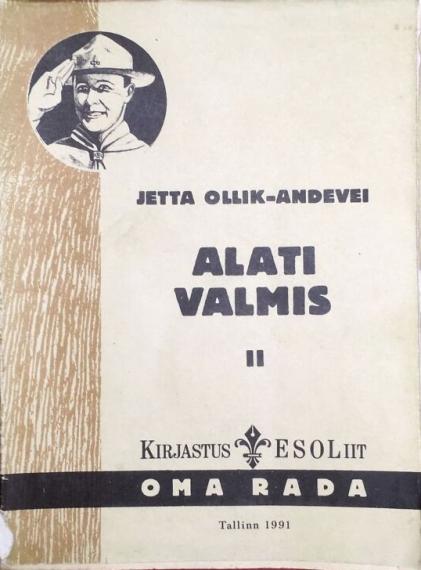 JETTA OLLIK-ANDEVEI
ALATI
VALMIS
II
KIRJASTUS ESOLIIT
OMA RADA
Tallinn 1991